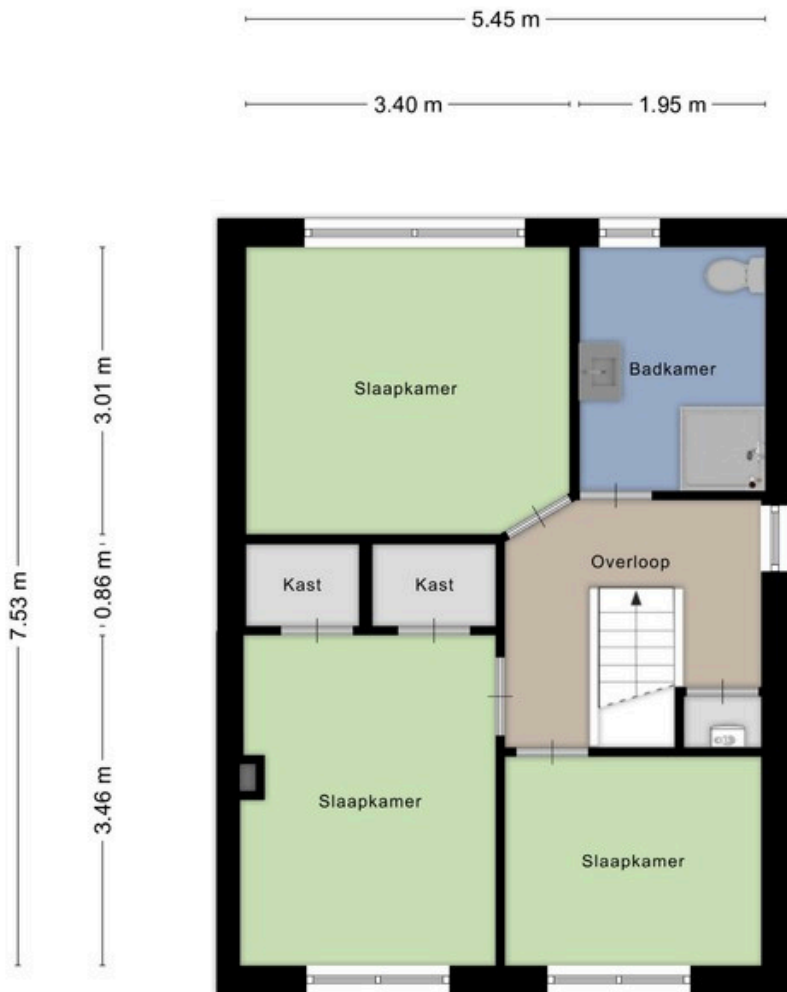 5.45 m
3.40 m
1.95 m
7.53 m
3.01 m
0.86 m
3.46 m
Slaapkamer
Badkamer
Kast
Kast
Overloop
Slaapkamer
Slaapkamer